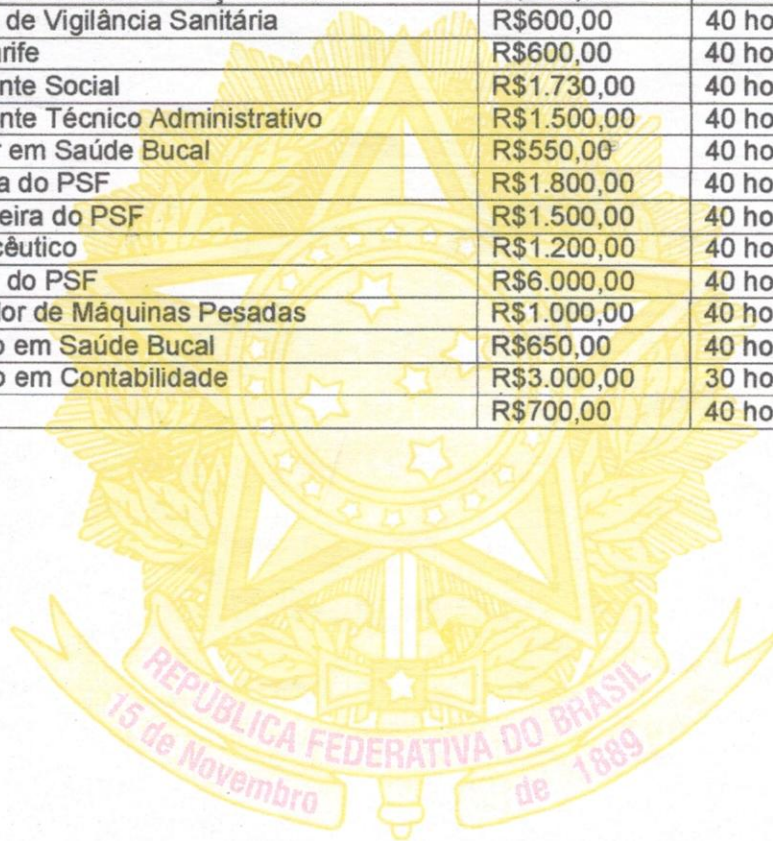 de Vigilância Sanitária R$600,00 40 ho
rife R$600,00 40 ho
nte Social R$1.730,00 40 ho
nte Técnico Administrativo R$1.500,00 40 ho
r em Saúde Bucal R$550,00 40 ho
a do PSF R$1.800,00 40 ho
eira do PSF R$1.500,00 40 ho
cêutico R$1.200,00 40 ho
do PSF R$6.000,00 40 ho
or de Máquinas Pesadas R$1.000,00 40 ho
o em Saúde Bucal R$650,00 40 ho
o em Contabilidade R$3.000,00 30 ho
R$700,00 40 ho
REPUBLICA FEDERATIVA DO BRASIL
15 de Novembro de 1889